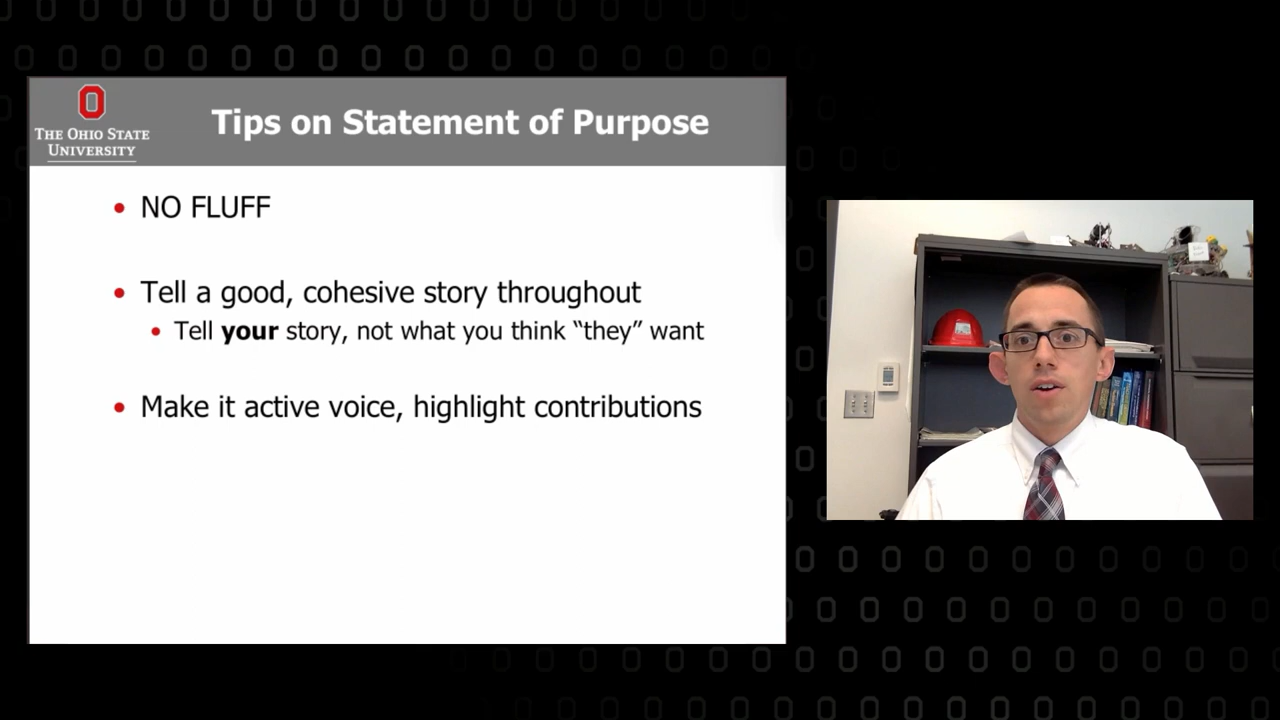 THE OHIO STATE
UNIVERSITY
Tips on Statement of Purpose
• NO FLUFF
• Tell a good, cohesive story throughout
• Tell your story, not what you think “they” want
• Make it active voice, highlight contributions